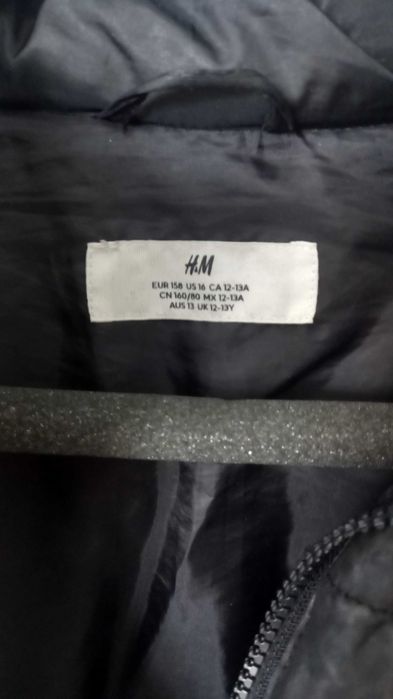 H&M
EUR 158 US 16 CA 12-13A
CN 160/80 MX 12-13A
AUS 13 UK 12-13Y